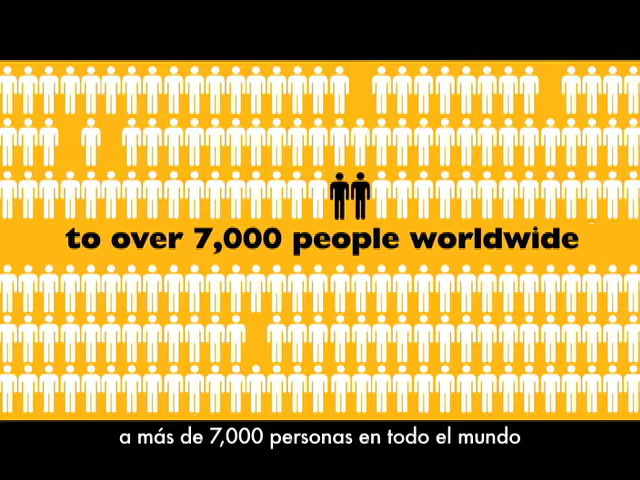 to over 7,000 people worldwide
a más de 7,000 personas en todo el mundo